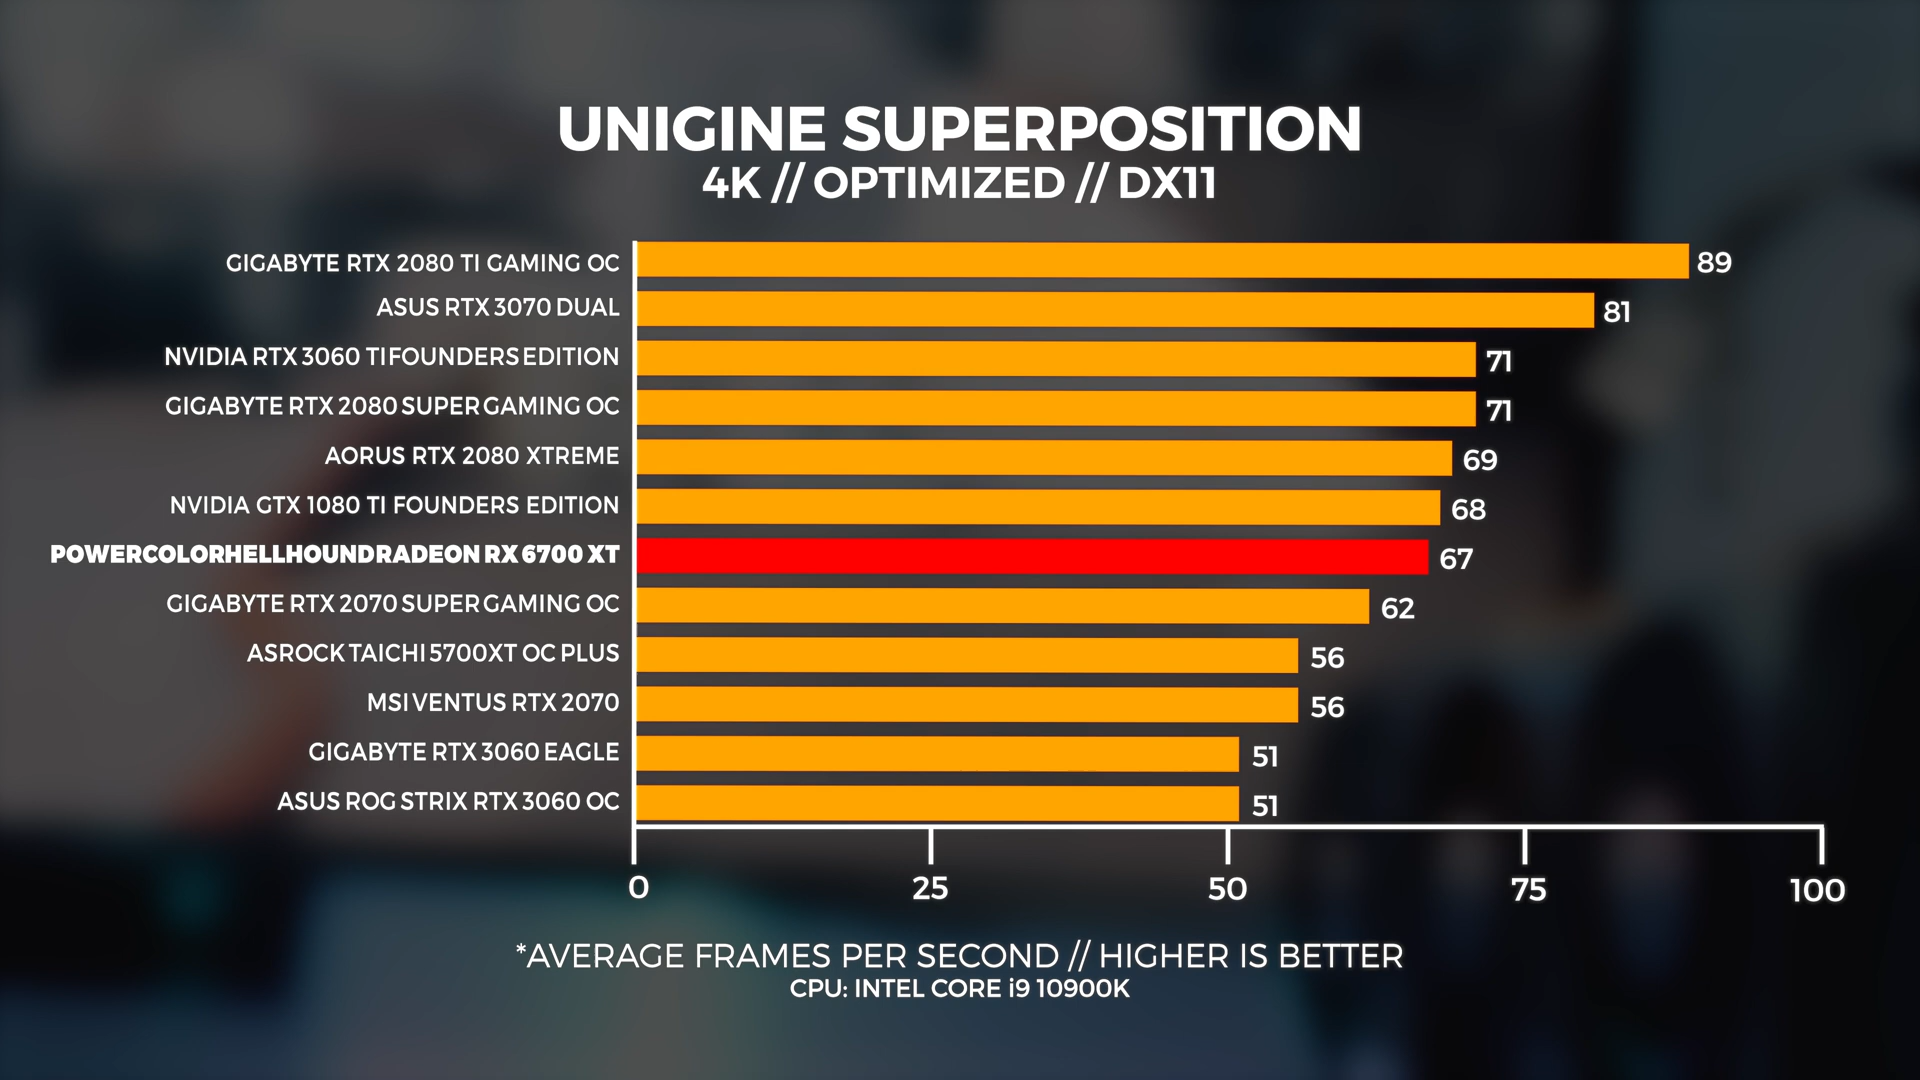 UNIGINE SUPERPOSITION
4K // OPTIMIZED // DX11
GIGABYTE RTX 2080 TI GAMING OC 89
ASUS RTX 3070 DUAL 81
NVIDIA RTX 3060 TI FOUNDERS EDITION 71
GIGABYTE RTX 2080 SUPER GAMING OC 71
AORUS RTX 2080 XTREME 69
NVIDIA GTX 1080 TI FOUNDERS EDITION 68
POWERCOLOR HELLHOUND RADEON RX 6700 XT 67
GIGABYTE RTX 2070 SUPER GAMING OC 62
ASROCK TAICHI 5700XT OC PLUS 56
MSI VENTUS RTX 2070 56
GIGABYTE RTX 3060 EAGLE 51
ASUS ROG STRIX RTX 3060 OC 51
0 25 50 75 100
*AVERAGE FRAMES PER SECOND // HIGHER IS BETTER
CPU: INTEL CORE i9 10900K